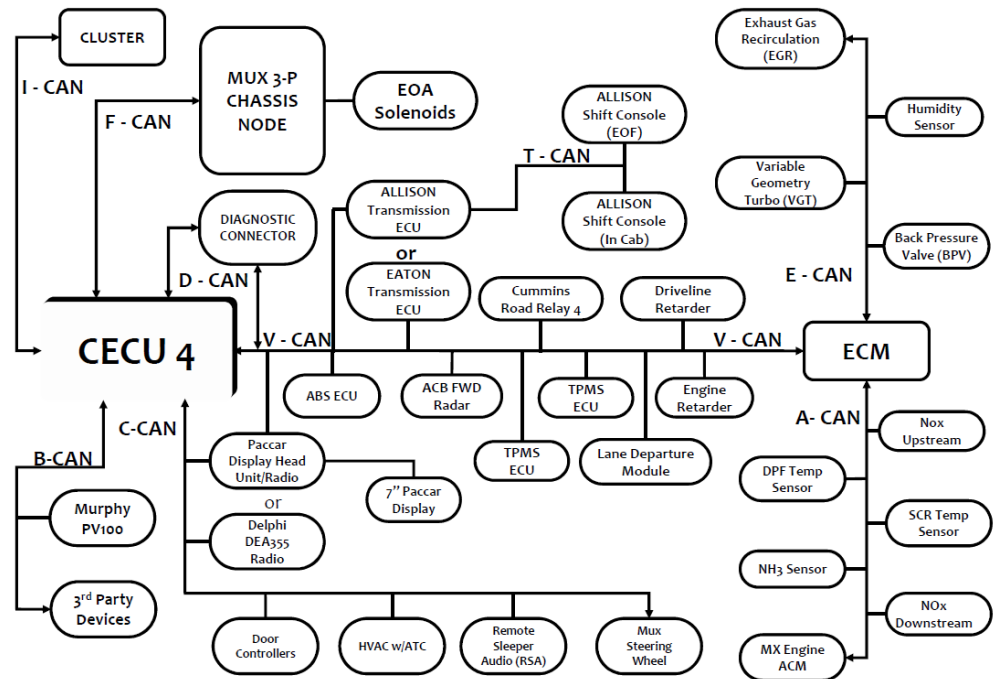 CLUSTER
I - CAN
F - CAN
MUX 3-P
CHASSIS
NODE
EOA
Solenoids
DIAGNOSTIC
CONNECTOR
D - CAN
ALLISON
Transmission
ECU
or
EATON
Transmission
ECU
T - CAN
ALLISON
Shift Console
(EOF)
ALLISON
Shift Console
(In Cab)
Exhaust Gas
Recirculation
(EGR)
Humidity
Sensor
Variable
Geometry
Turbo (VGT)
Back Pressure
Valve (BPV)
E - CAN
CECU 4
V - CAN
Cummins
Road Relay 4
Driveline
Retarder
V - CAN
ECM
ABS ECU
ACB FWD
Radar
TPMS
ECU
Engine
Retarder
TPMS
ECU
Lane Departure
Module
A- CAN
Nox
Upstream
DPF Temp
Sensor
SCR Temp
Sensor
NH3 Sensor
NOx
Downstream
MX Engine
ACM
B-CAN
Murphy
PV100
3rd Party
Devices
C-CAN
Paccar
Display Head
Unit/Radio
or
Delphi
DEA355
Radio
7’’ Paccar
Display
Door
Controllers
HVAC w/ATC
Remote
Sleeper
Audio (RSA)
Mux
Steering
Wheel